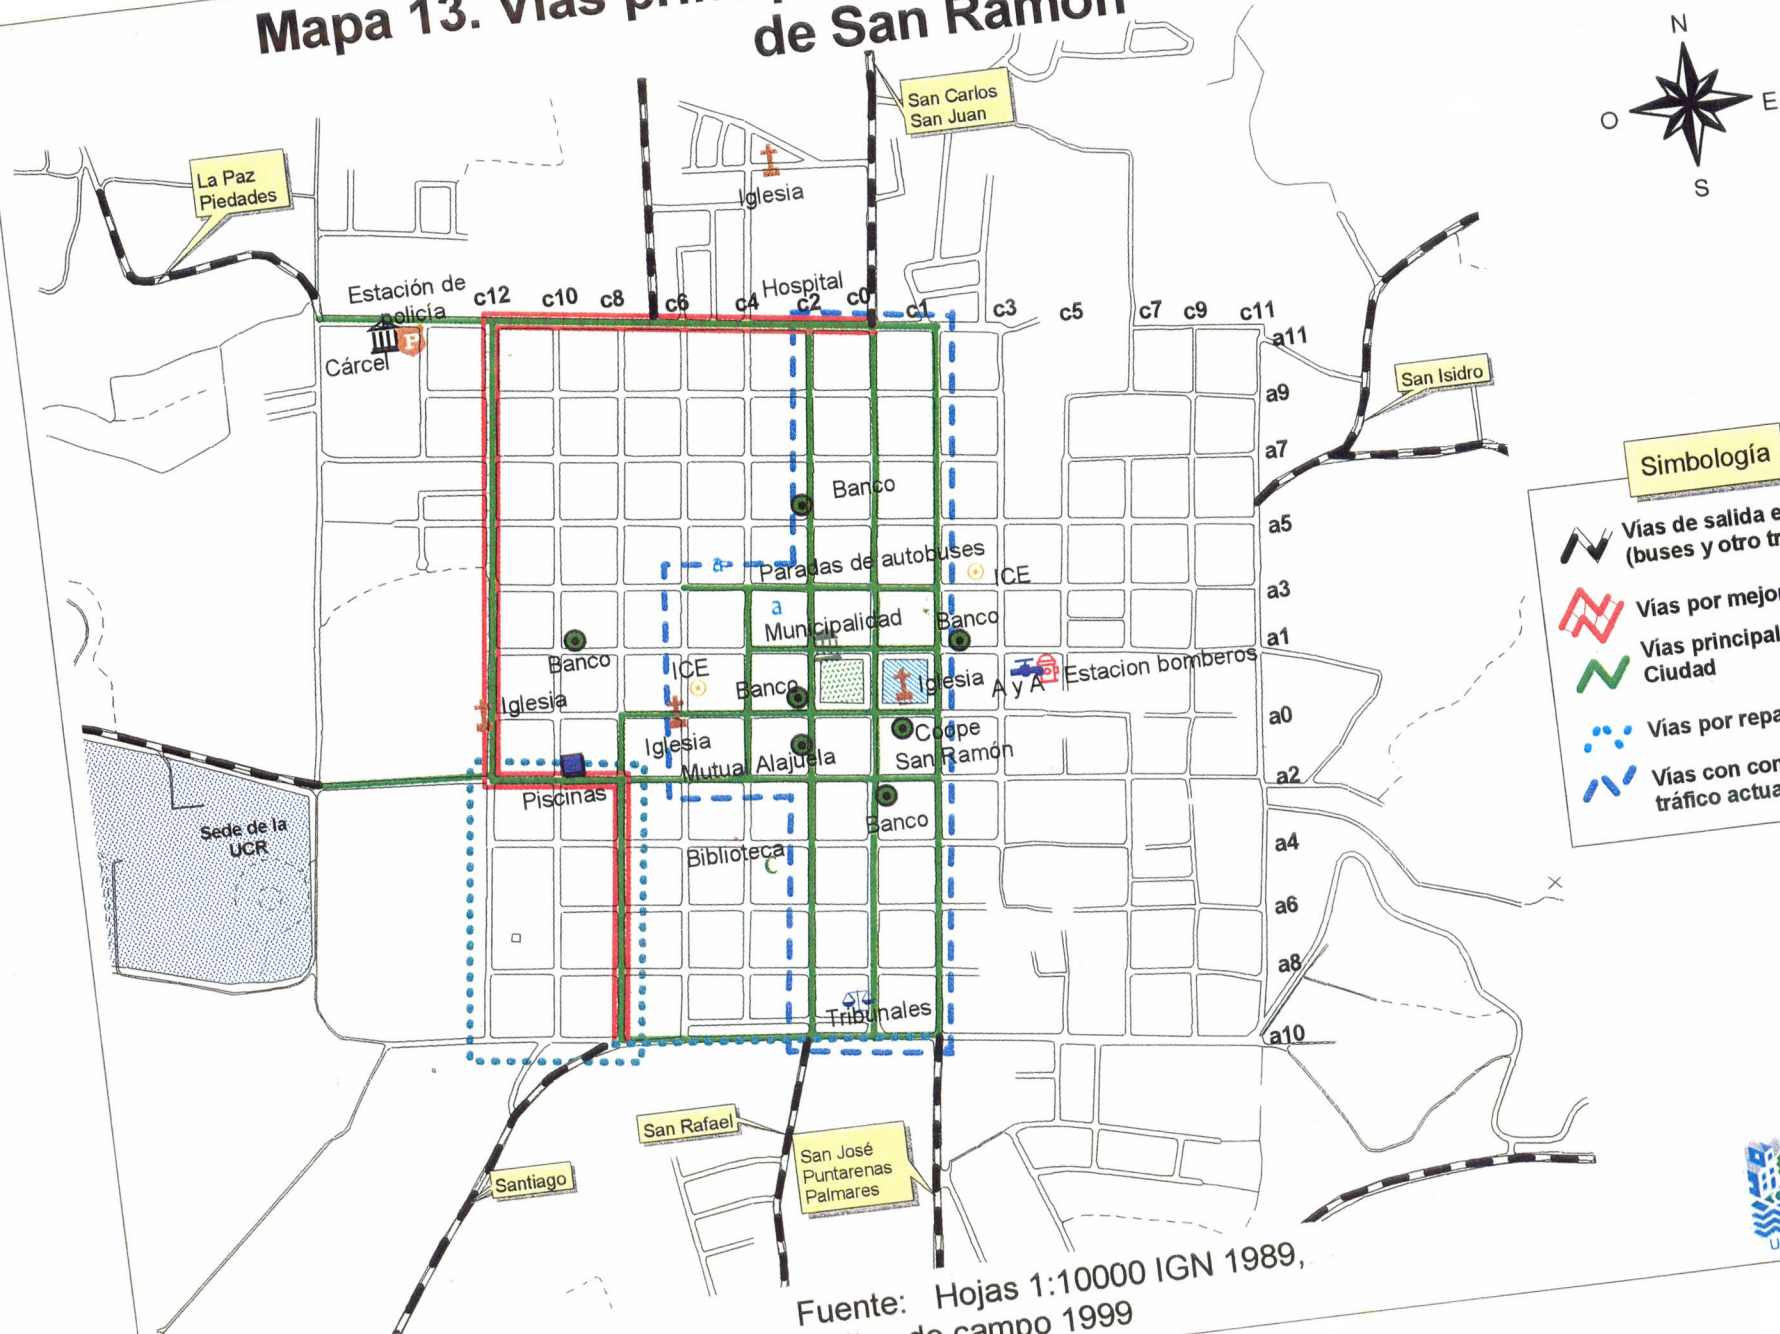 Mapa 13. Vías
de San Ramón
N
O
E
S
San Carlos
San Juan
La Paz
Piedades
Iglesia
Estación de
policía
Cárcel
Hospital
c12
c10
c8
c6
c4
c2
c0
c1
c3
c5
c7
c9
c11
a11
a9
a7
a5
a3
a1
a0
a2
a4
a6
a8
a10
San Isidro
Simbología
Vías de salida
(buses y otro
Vías por
Vías
Ciudad
Vías por
Vías con
tráfico
Banco
Paradas de autobuses
ICE
a
Municipalidad
Banco
Banco
ICE
Banco
Iglesia
A y A
Estacion bomberos
Iglesia
Iglesia
Coope
San Ramón
Mutual Alajuela
Piscinas
Banco
Sede de la
UCR
Biblioteca
Tribunales
San Rafael
San José
Puntarenas
Palmares
Santiago
Fuente: Hojas 1:10000 IGN 1989,
campo 1999